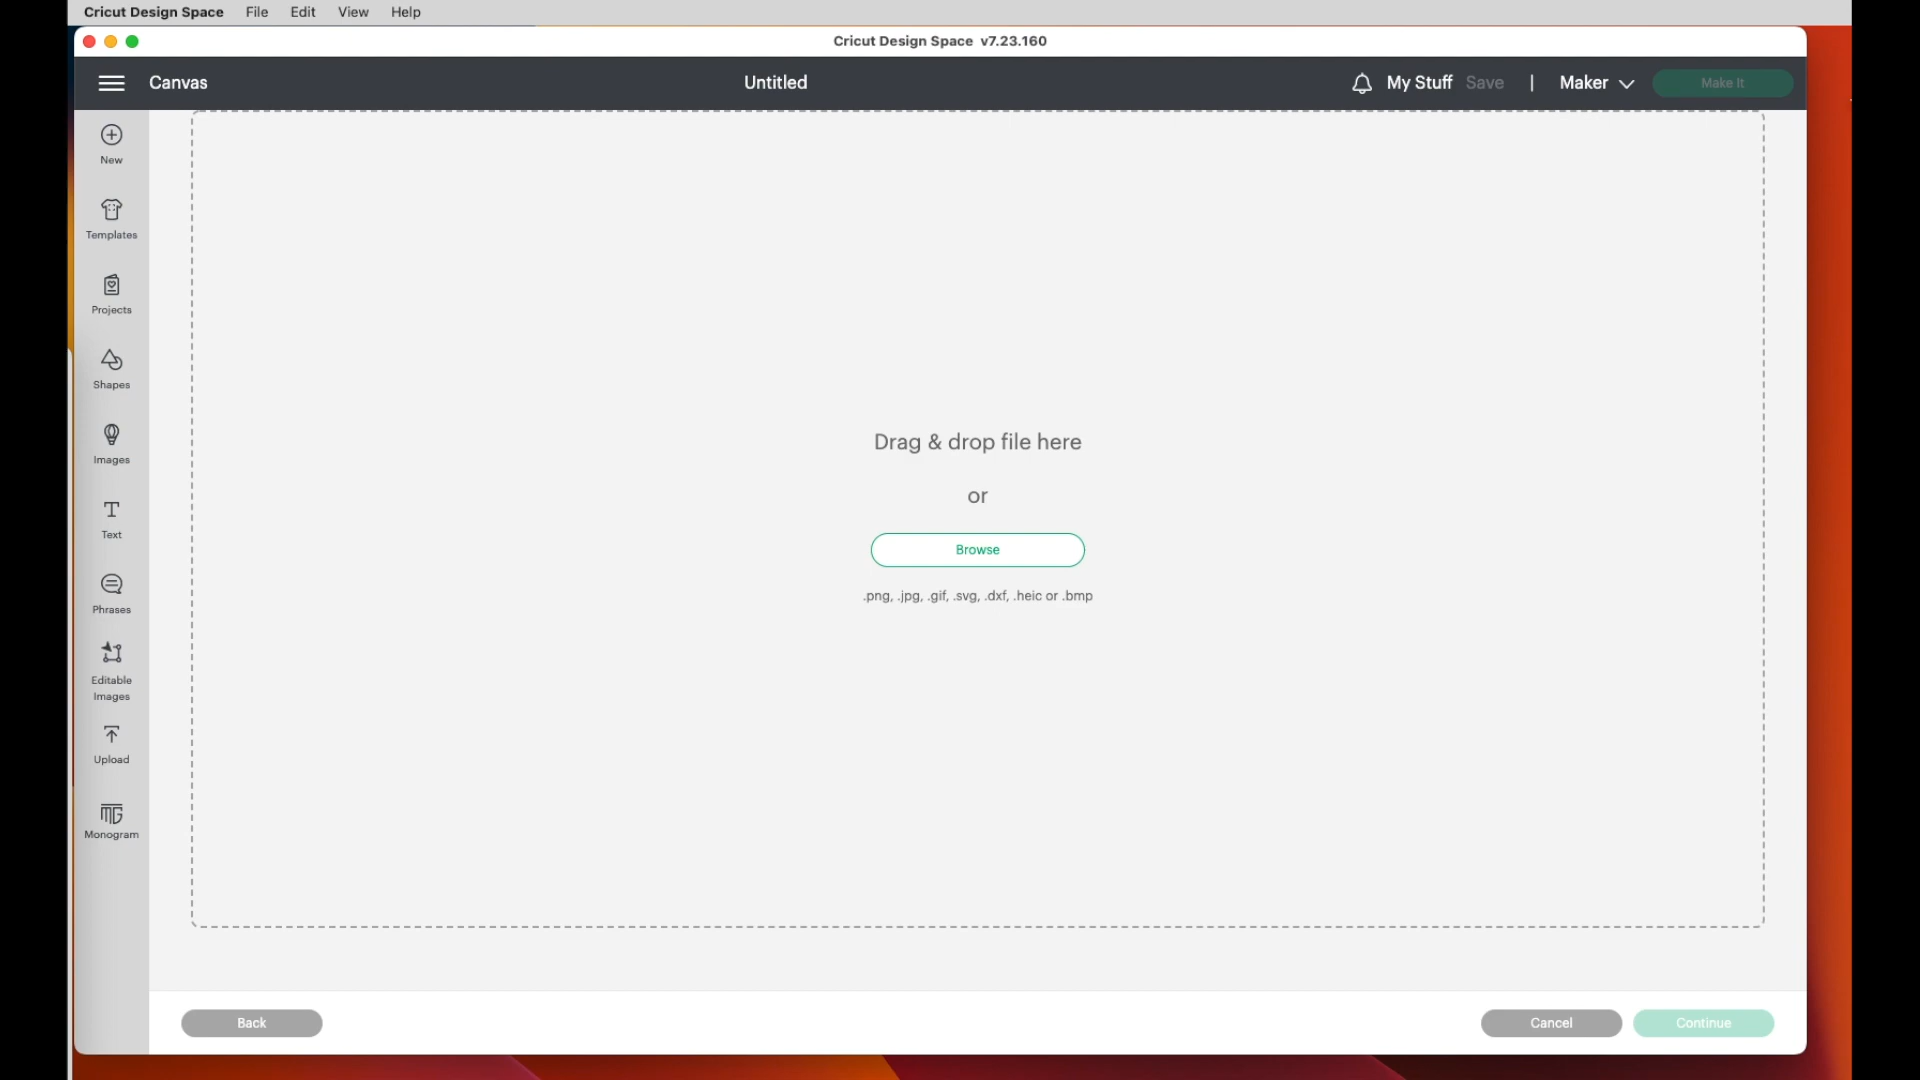 Cricut Design Space File Edit View Help
Cricut Design Space v7.23.160
Canvas Untitled My Stuff Save | Maker Make It
New
Templates
Projects
Shapes
Images
Text
Phrases
Editable
Images
Upload
Monogram
Drag & drop file here
or
Browse
.png, .jpg, .gif, .svg, .dxf, .heic or .bmp
Back Cancel Continue